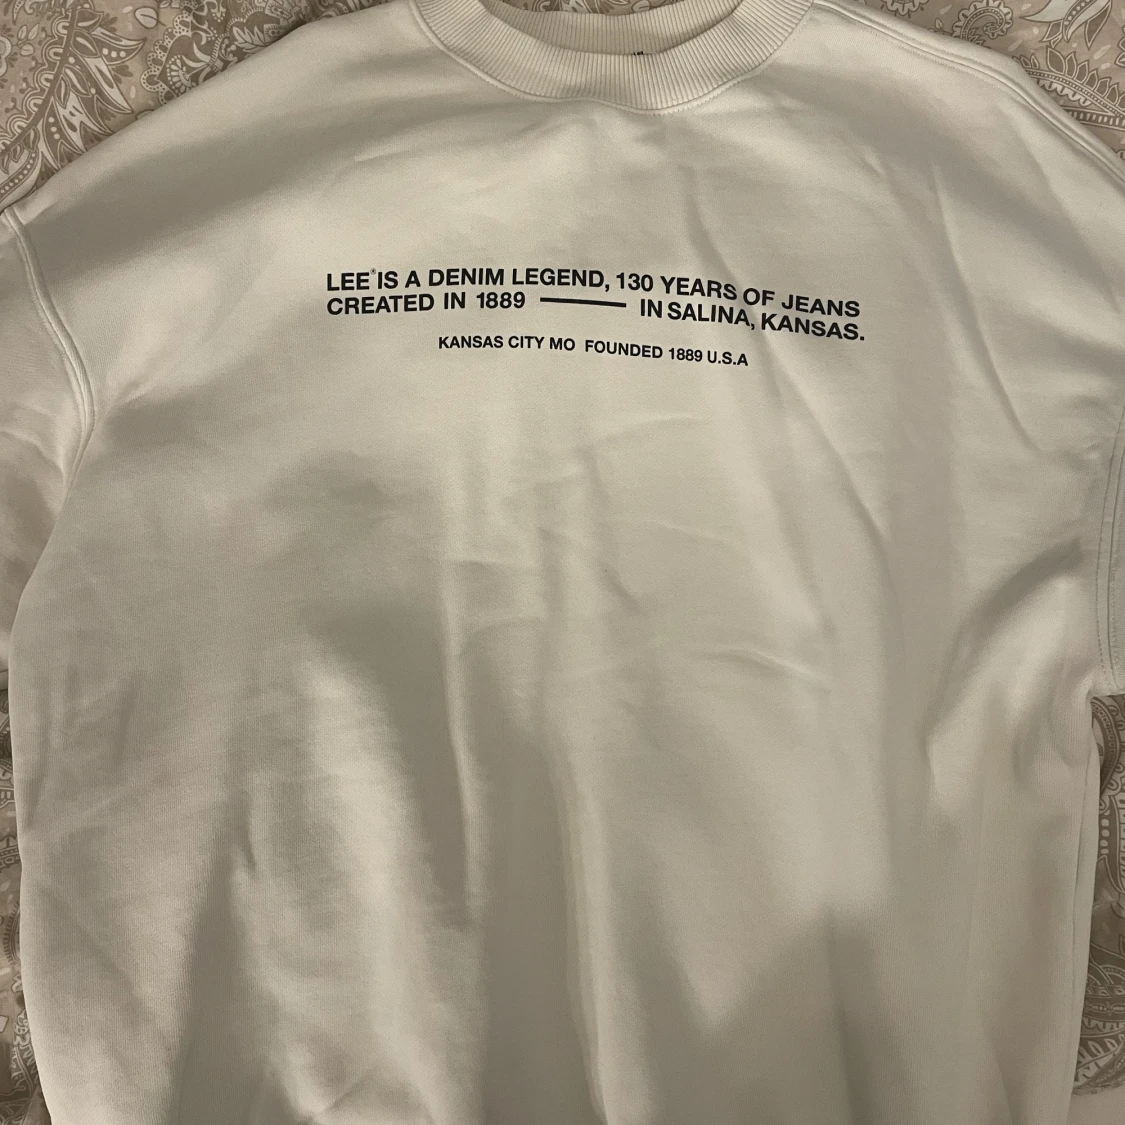 LEE® IS A DENIM LEGEND, 130 YEARS OF JEANS
CREATED IN 1889 —— IN SALINA, KANSAS.
KANSAS CITY MO FOUNDED 1889 U.S.A